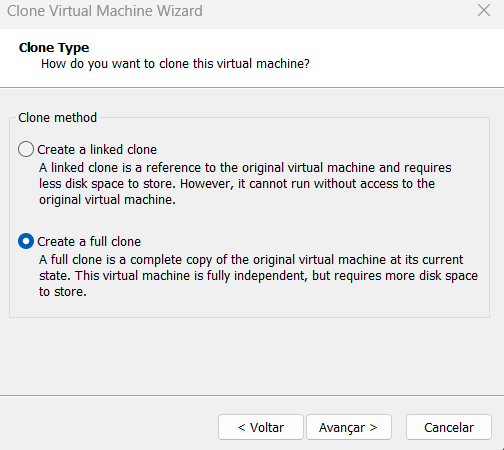 Clone Virtual Machine Wizard
Clone Type
How do you want to clone this virtual machine?
Clone method
Create a linked clone
A linked clone is a reference to the original virtual machine and requires
less disk space to store. However, it cannot run without access to the
original virtual machine.
Create a full clone
A full clone is a complete copy of the original virtual machine at its current
state. This virtual machine is fully independent, but requires more disk space
to store.
< Voltar
Avançar >
Cancelar